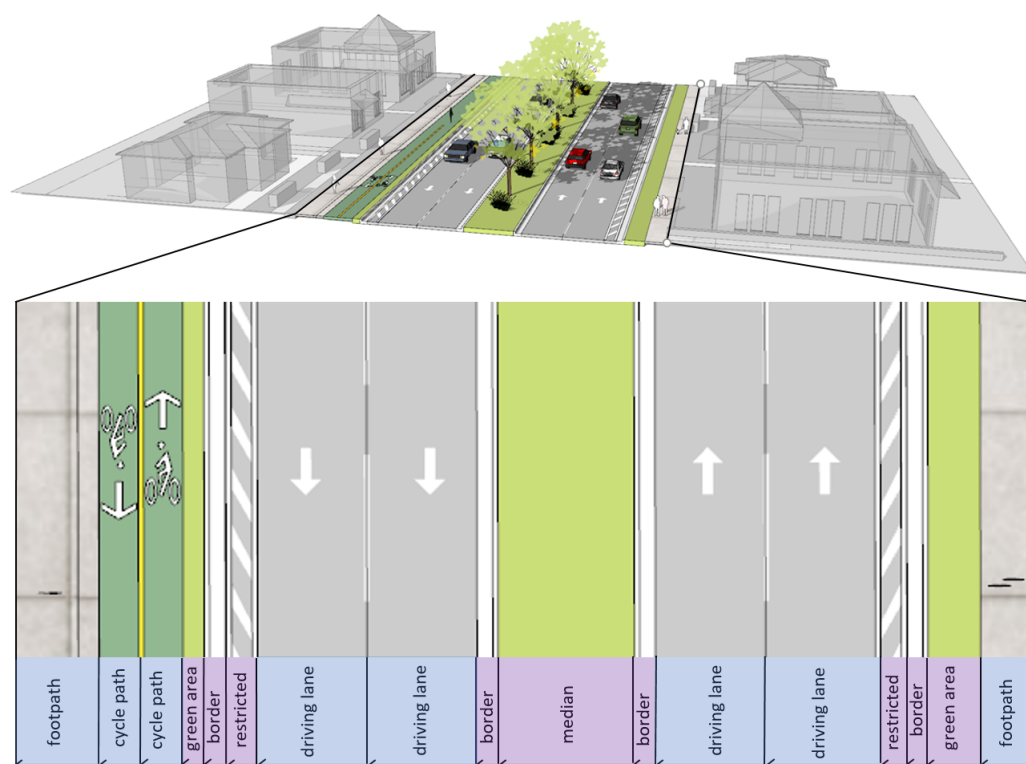 footpath
cycle path
cycle path
green area
border
restricted
driving lane
driving lane
border
median
border
driving lane
driving lane
restricted
border
green area
footpath